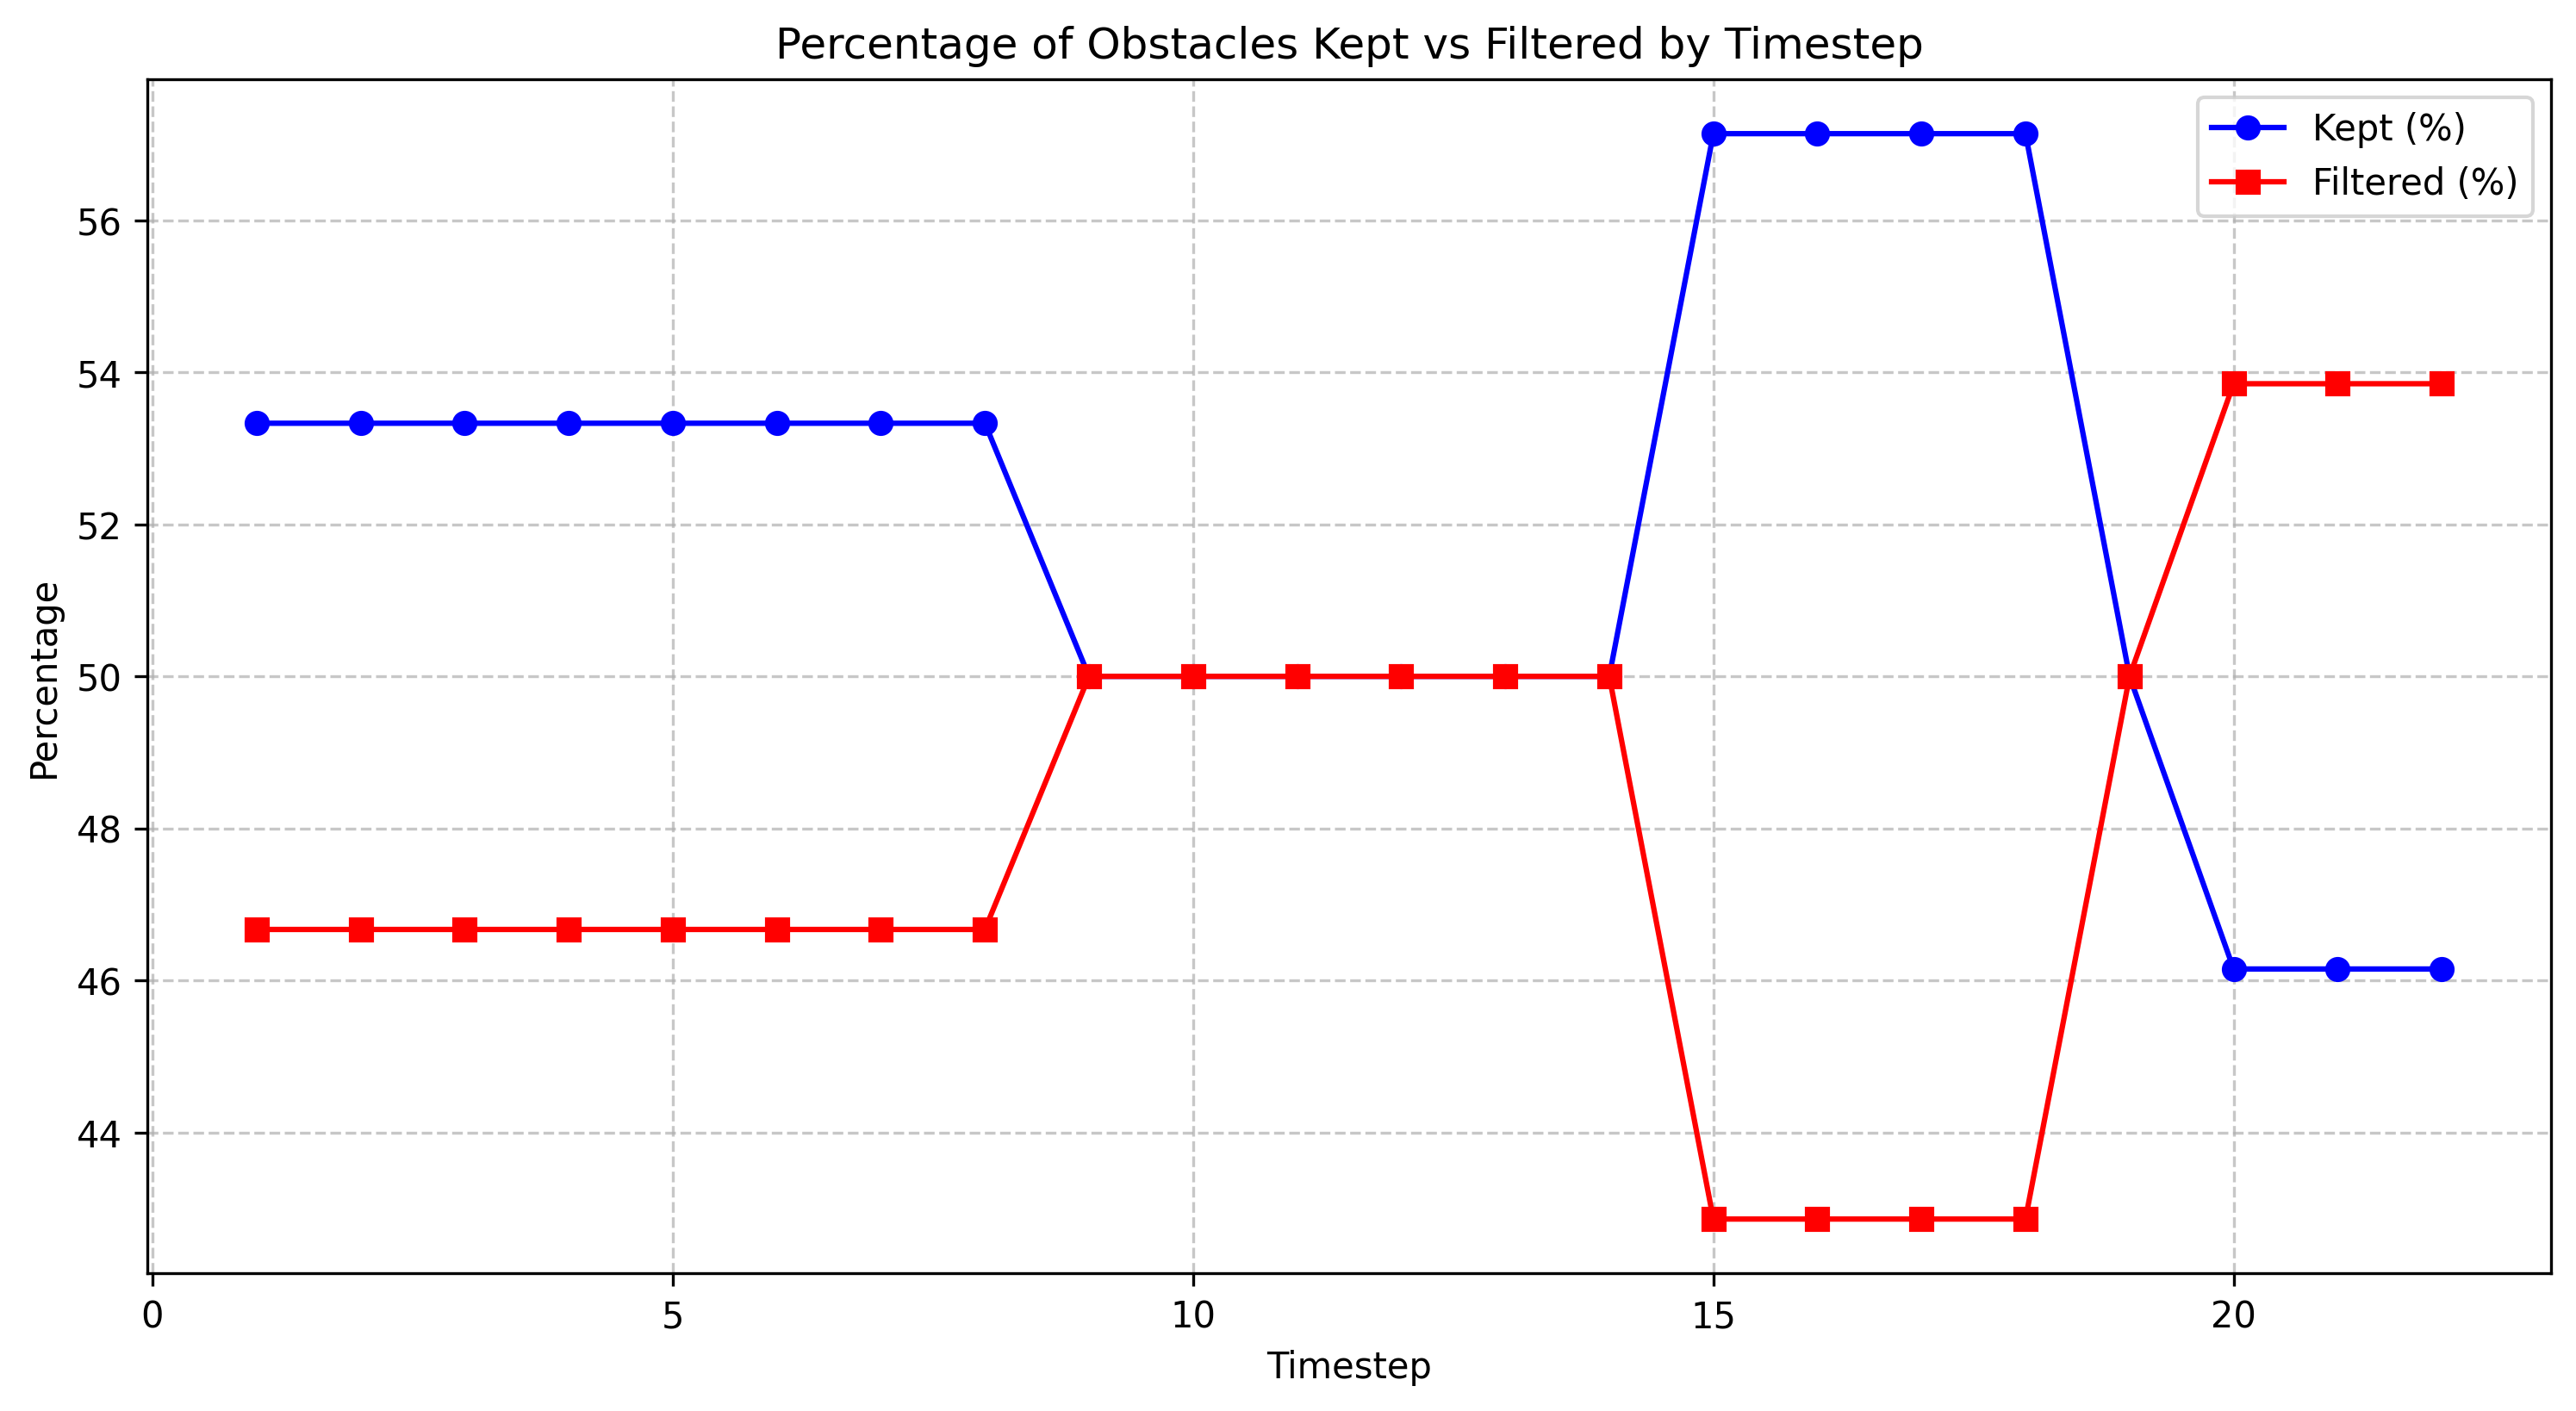 Percentage of Obstacles Kept vs Filtered by Timestep
Kept (%)
Filtered (%)
56
54
52
50
48
46
44
Percentage
0 5 10 15 20
Timestep